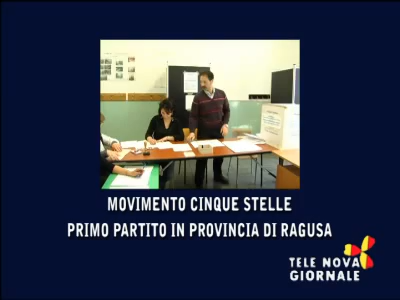 MOVIMENTO CINQUE STELLE
PRIMO PARTITO IN PROVINCIA DI RAGUSA
TELE NOVA
GIORNALE